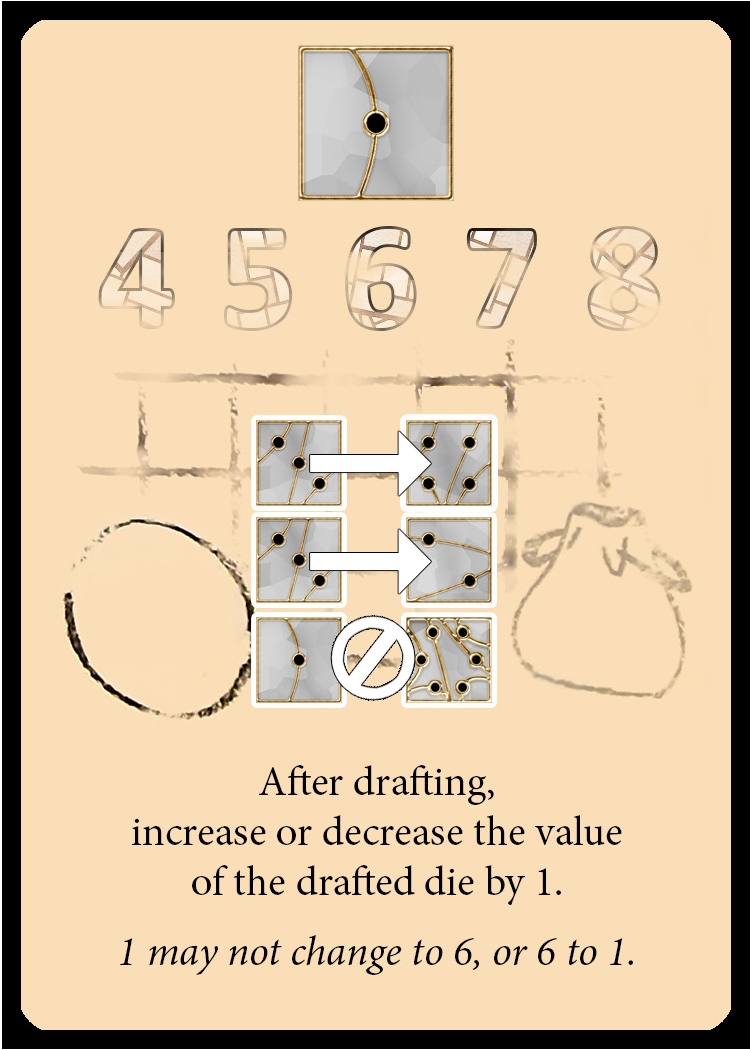 4 5 6 7 8
After drafting,
increase or decrease the value
of the drafted die by 1.
1 may not change to 6, or 6 to 1.